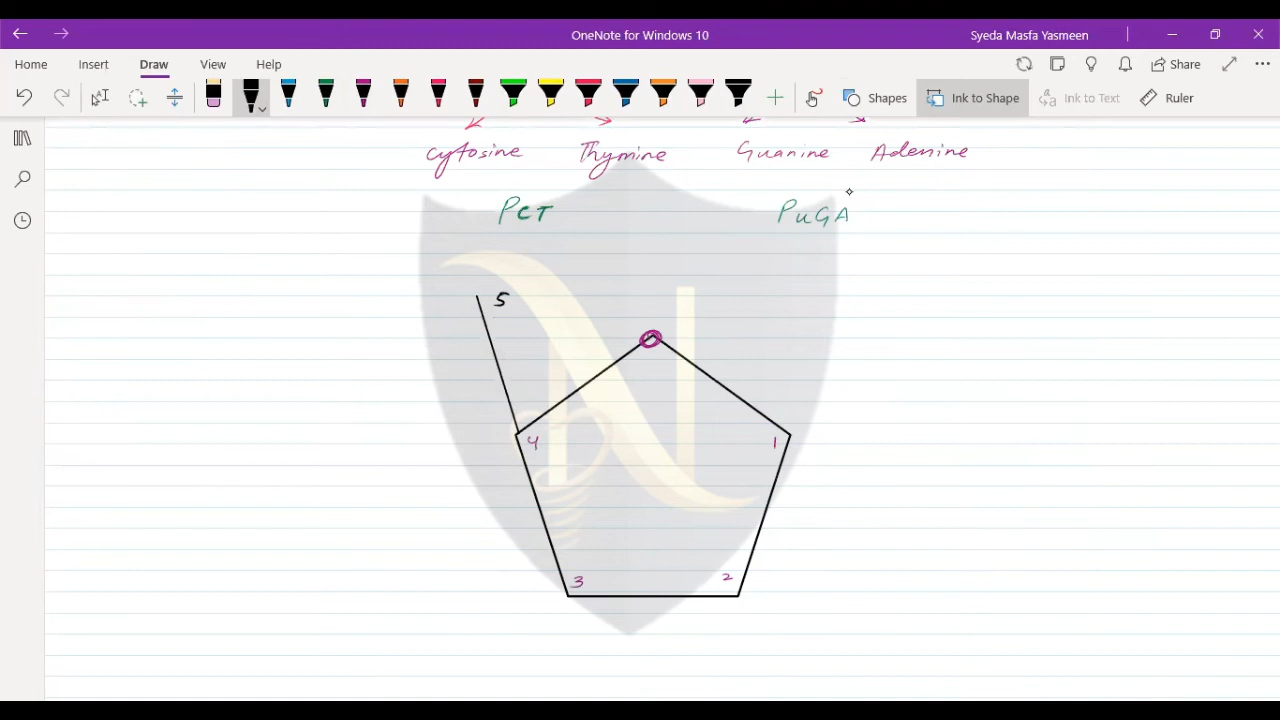 OneNote for Windows 10
Syeda Masfa Yasmeen
Home Insert Draw View Help
Share
Shapes
Ink to Shape
Ink to Text
Ruler
Cytosine Thymine Guanine Adenine
PCT PuGA
5
O
4 1
3 2